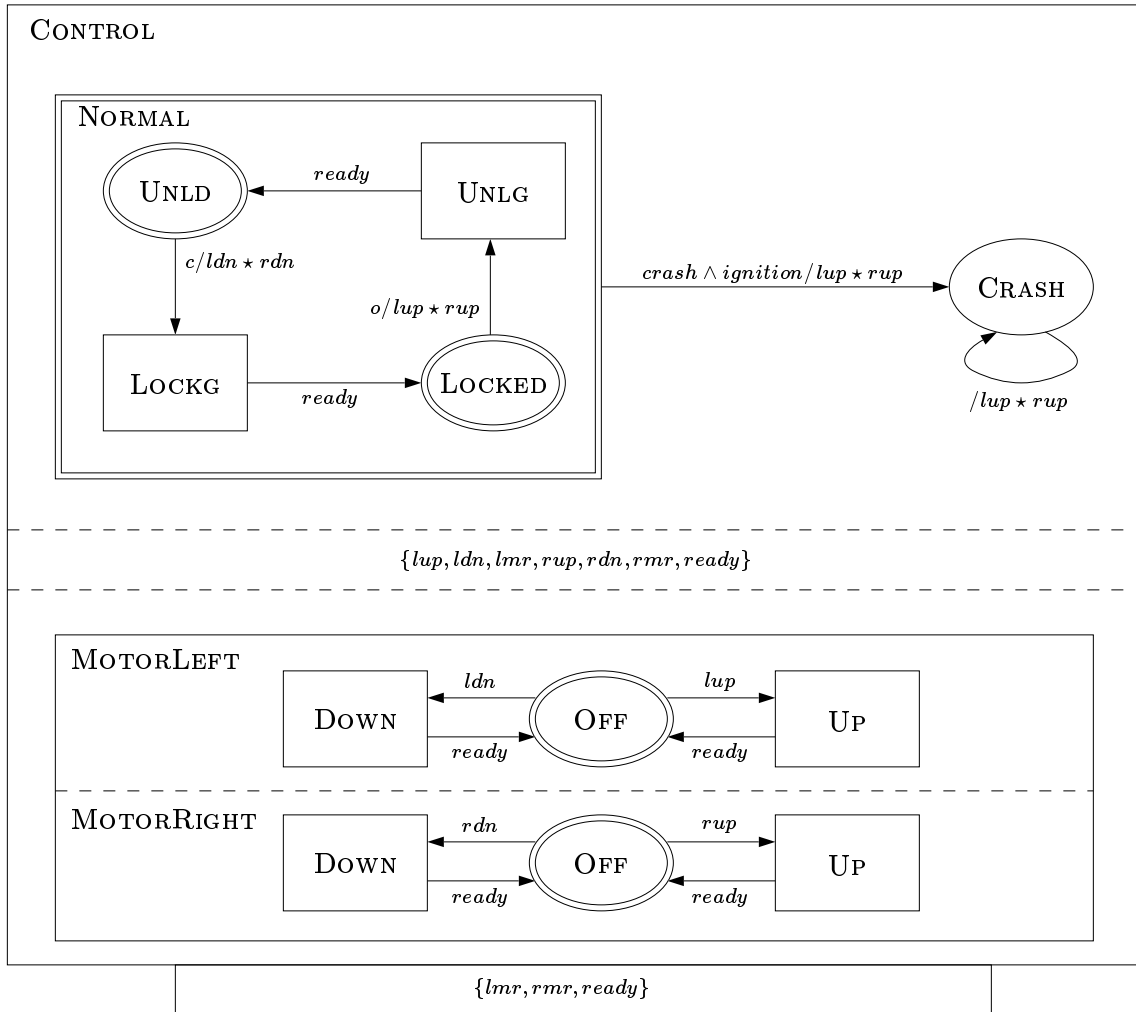 CONTROL
NORMAL
UNLD
ready
UNLG
c/ldn ⋆ rdn
crash ∧ ignition/lup ⋆ rup
CRASH
o/lup ⋆ rup
LOCKG
ready
LOCKED
/lup ⋆ rup
{lup, ldn, lmr, rup, rdn, rmr, ready}
MOTORLEFT
ldn
lup
DOWN
OFF
UP
ready
ready
MOTORRIGHT
rdn
rup
DOWN
OFF
UP
ready
ready
{lmr, rmr, ready}